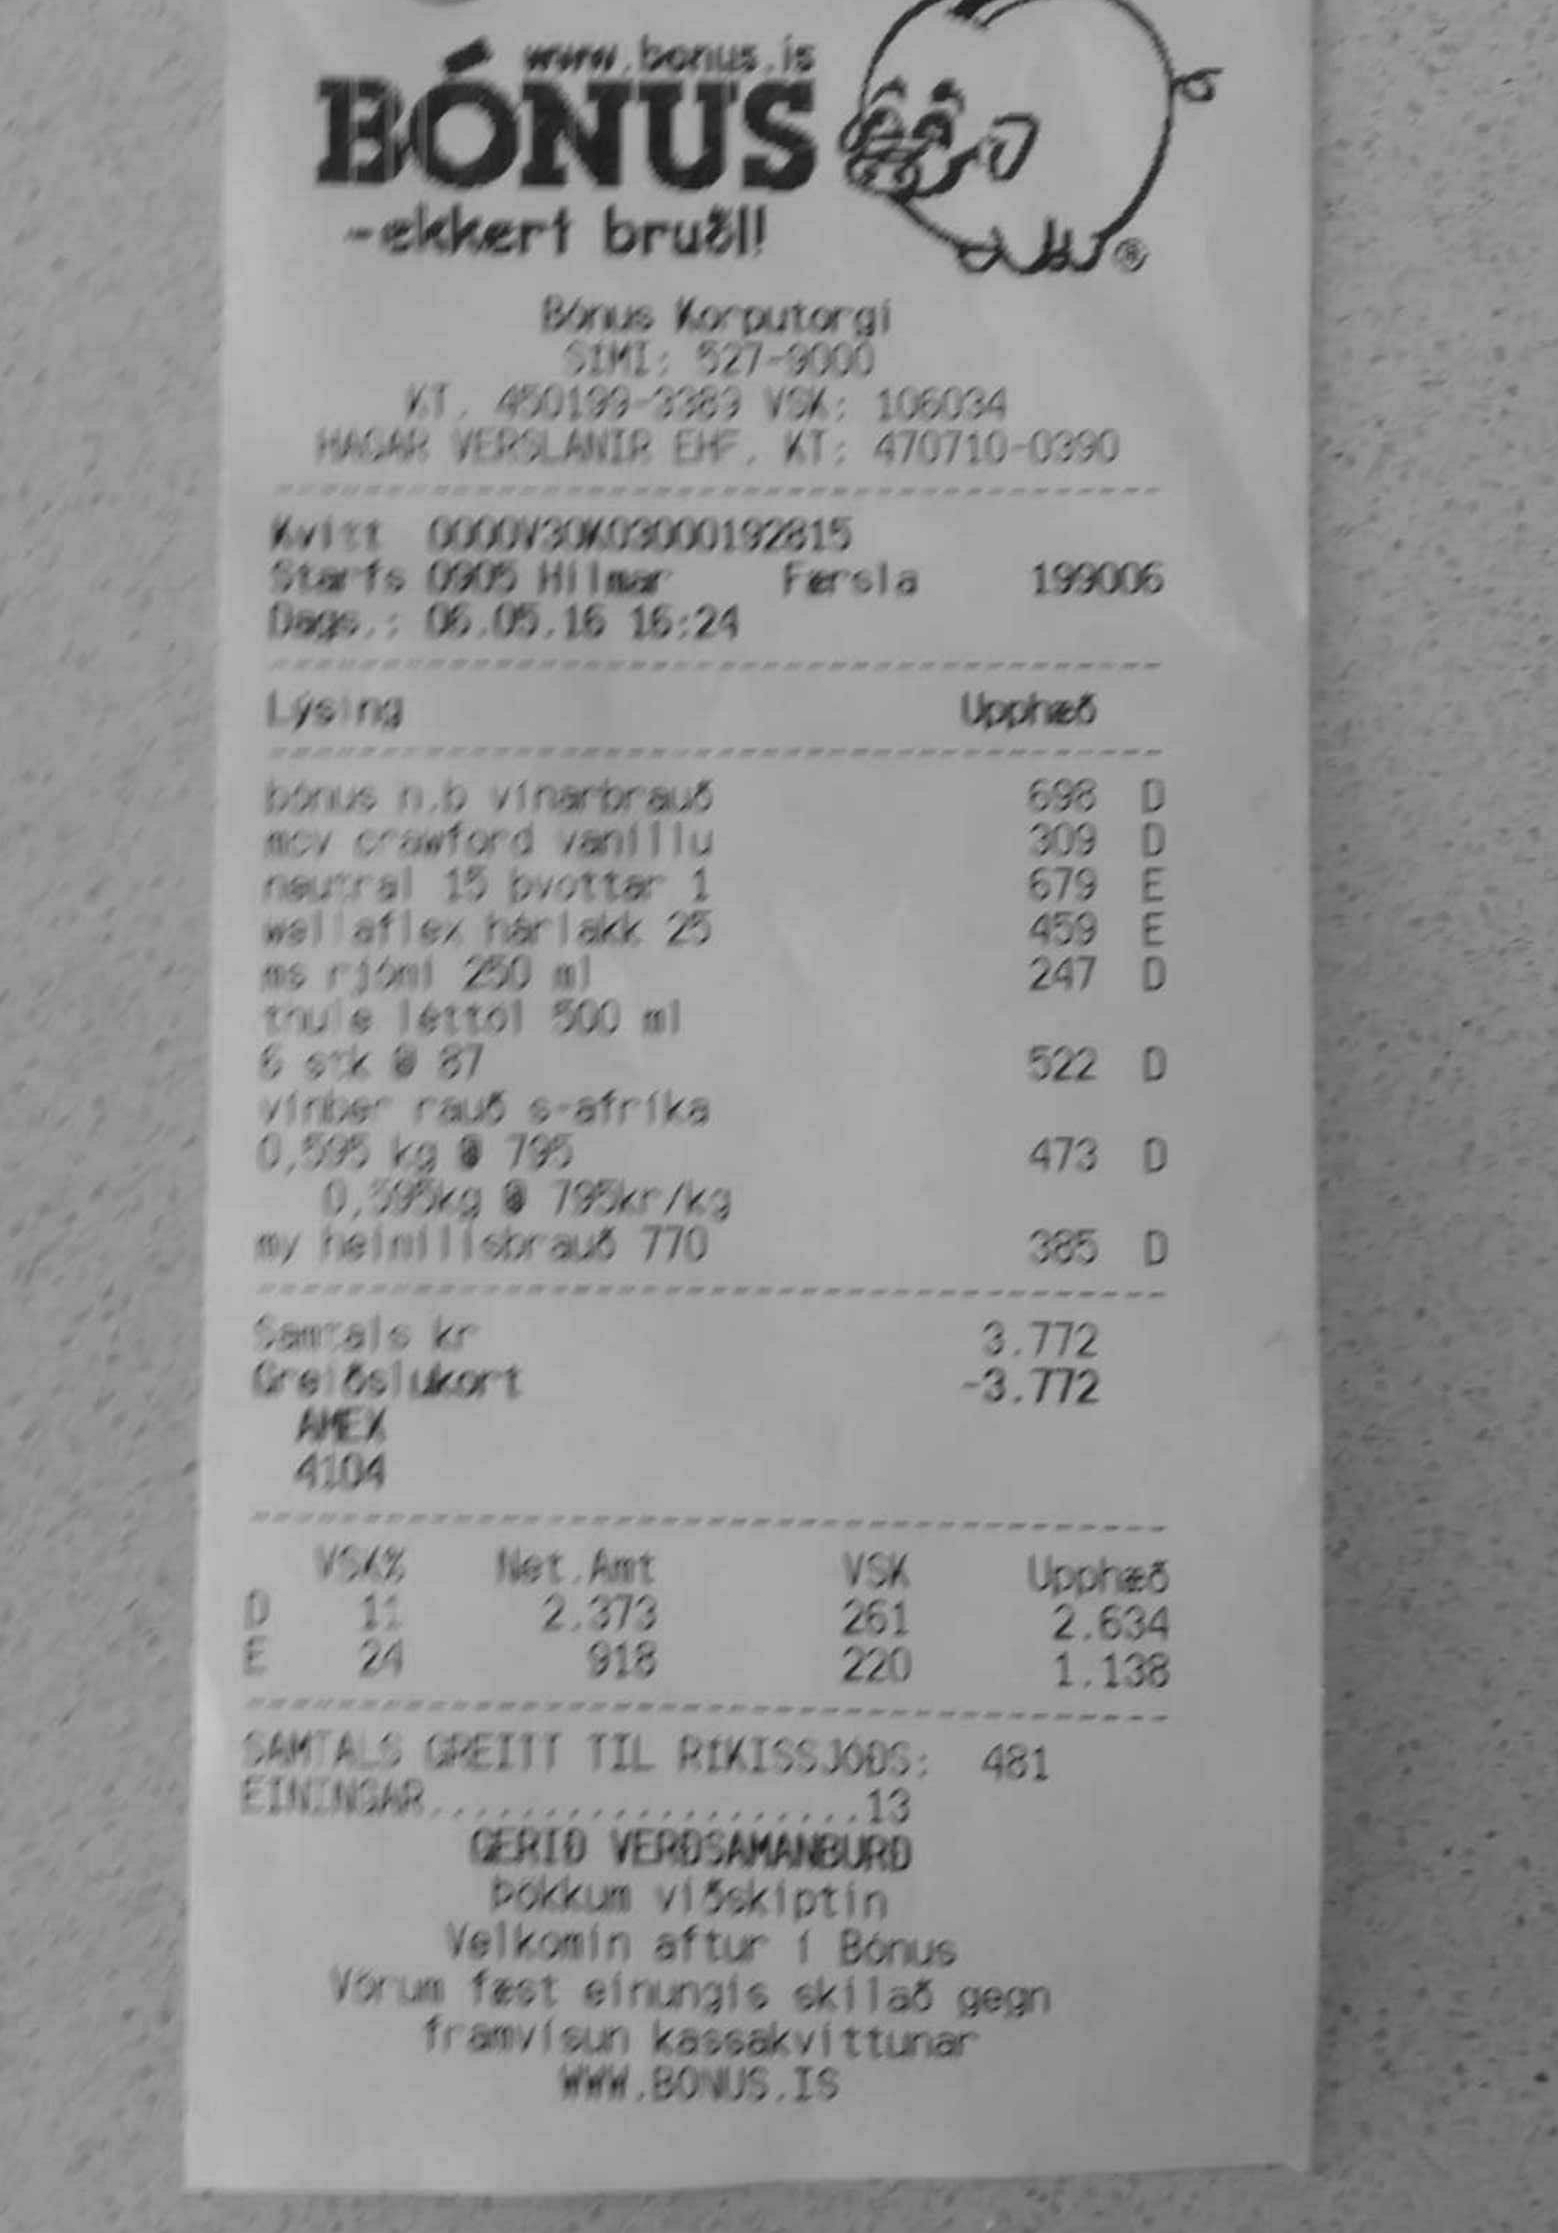 www.bonus.is
BÓNUS
-ekkert bruðl!
®
Bónus Korputorgi
SIMI: 527-9000
KT. 450199-3389 VSK: 106034
HAGAR VERSLANIR EHF. KT: 470710-0390
Kvitt 0000V30K03000192815
Starfs 0905 Hilmar Færsla 199006
Dags.: 06.05.16 16:24
Lýsing Upphæð
bónus n.b vínarbrauð 698 D
mcv crawford vanillu 309 D
neutral 15 þvottar 1 679 E
wellaflex hárlakk 25 459 E
ms rjómi 250 ml 247 D
thule léttöl 500 ml
6 stk @ 87 522 D
vínber rauð s-afríka
0,595 kg @ 795 473 D
0,595kg @ 795kr/kg
my heimilisbrauð 770 385 D
Samtals kr 3.772
Greiðslukort -3.772
AMEX
4104
VSK% Net.Amt VSK Upphæð
D 11 2.373 261 2.634
E 24 918 220 1.138
SAMTALS GREITT TIL RÍKISSJÓÐS: 481
EININGAR...................13
GERIÐ VERÐSAMANBURÐ
Þökkum viðskiptin
Velkomin aftur í Bónus
Vörum fæst einungis skilað gegn
framvísun kassakvittunar
WWW.BONUS.IS